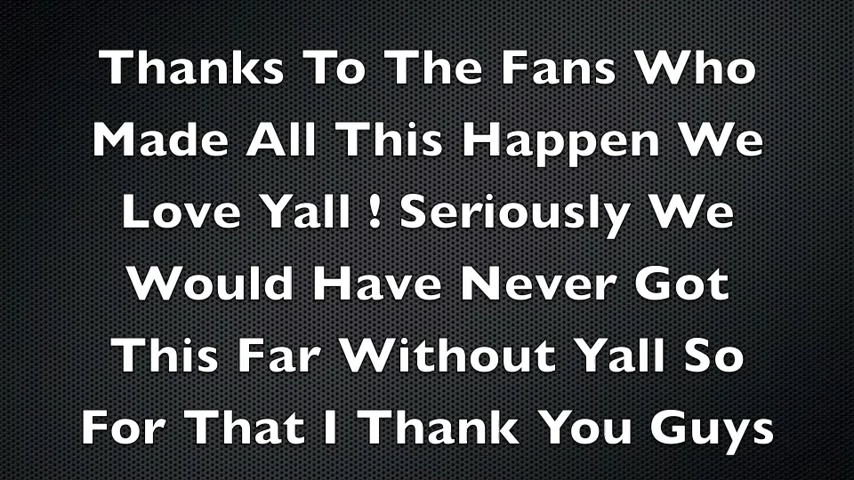 Thanks To The Fans Who
Made All This Happen We
Love Yall ! Seriously We
Would Have Never Got
This Far Without Yall So
For That I Thank You Guys